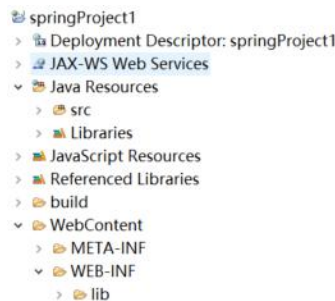 springProject1
Deployment Descriptor: springProject1
JAX-WS Web Services
Java Resources
src
Libraries
JavaScript Resources
Referenced Libraries
build
WebContent
META-INF
WEB-INF
lib